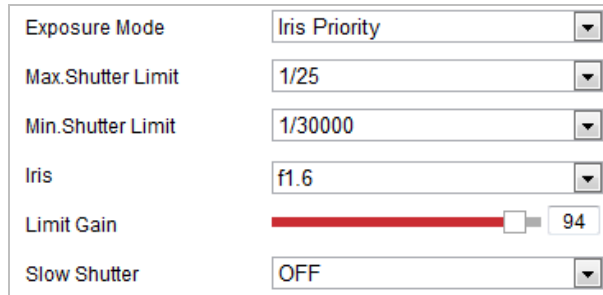 Exposure Mode Iris Priority
Max.Shutter Limit 1/25
Min.Shutter Limit 1/30000
Iris f1.6
Limit Gain 94
Slow Shutter OFF